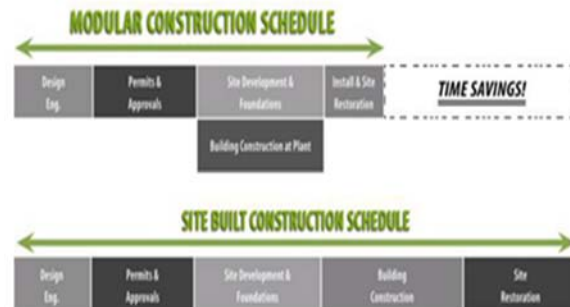 MODULAR CONSTRUCTION SCHEDULE
Design
Eng.
Permits &
Approvals
Site Development &
Foundations
Install & Site
Restoration
TIME SAVINGS!
Building Construction at Plant
SITE BUILT CONSTRUCTION SCHEDULE
Design
Eng.
Permits &
Approvals
Site Development &
Foundations
Building
Construction
Site
Restoration